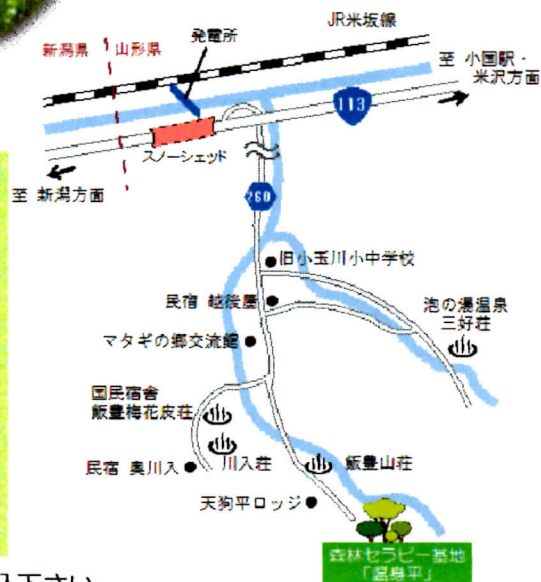 JR米坂線
発電所
新潟県
山形県
至 小国駅・
米沢方面
113
スノーシェッド
至 新潟方面
260
旧小玉川小中学校
民宿 越後屋
泡の湯温泉
三好荘
マタギの郷交流館
国民宿舎
飯豊梅花皮荘
川入荘
民宿 奥川入
飯豊山荘
天狗平ロッジ
森林セラピー基地
「温身平」
入下さい